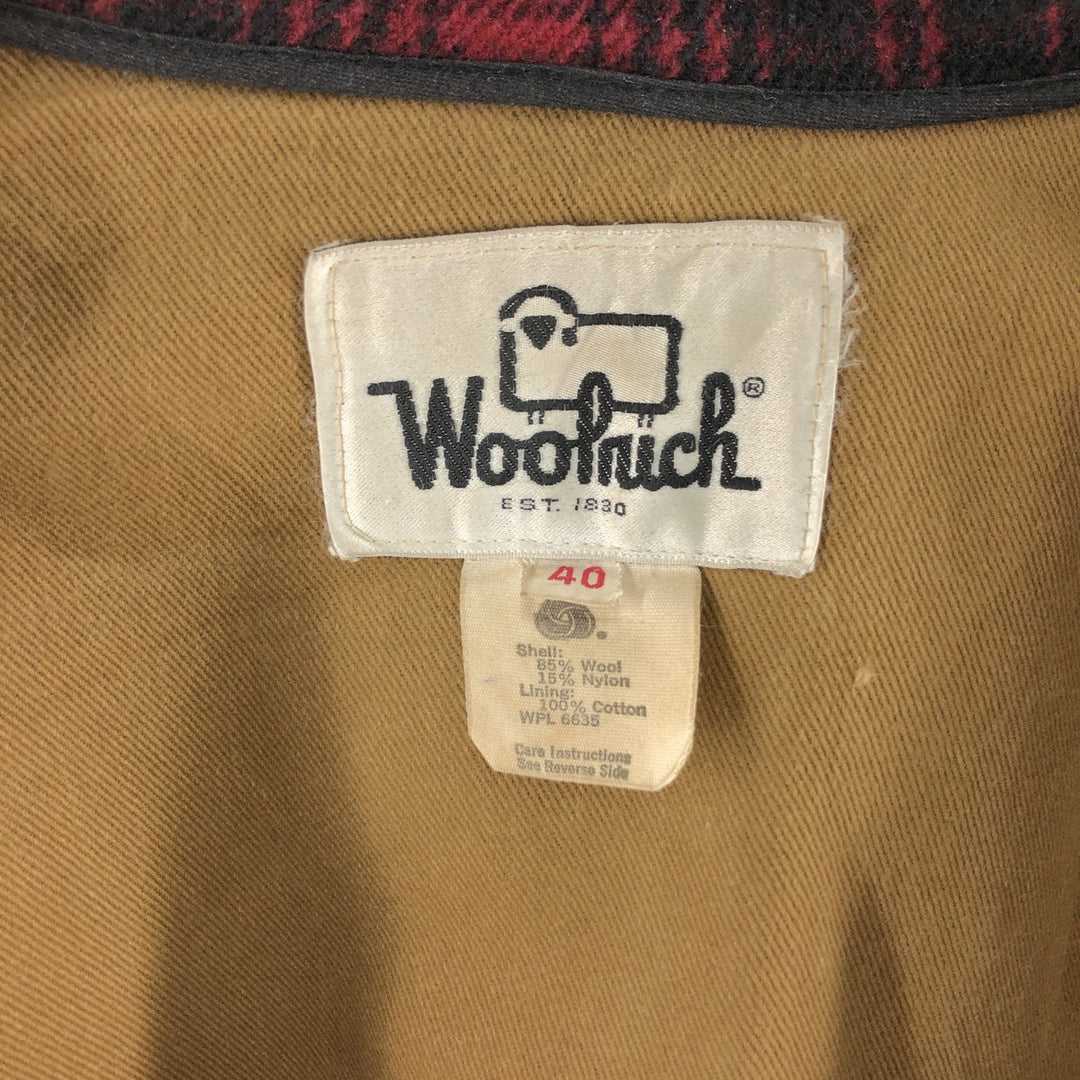 Woolrich®
EST. 1830
40
Shell:
85% Wool
15% Nylon
Lining:
100% Cotton
WPL 6635
Care Instructions
See Reverse Side